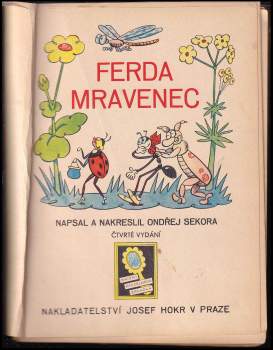 FERDA
MRAVENEC
NAPSAL A NAKRESLIL ONDŘEJ SEKORA
ČTVRTÉ VYDÁNÍ
NAKLADATELSTVÍ JOSEF HOKR V PRAZE